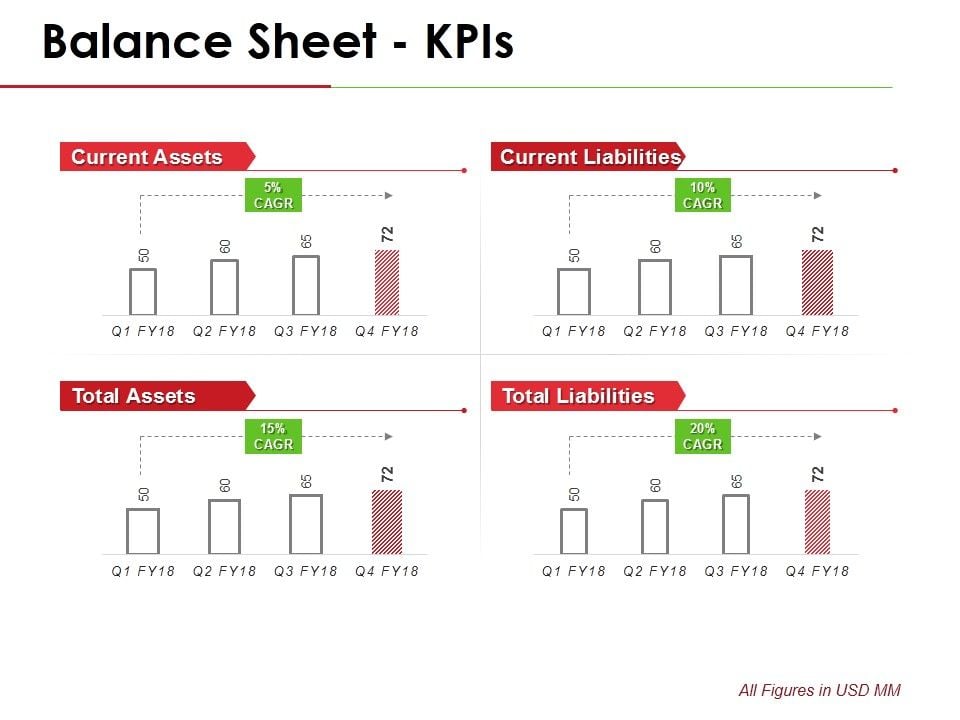 Balance Sheet - KPIs
Current Assets
5%
CAGR
50
60
65
72
Q1 FY18
Q2 FY18
Q3 FY18
Q4 FY18
Current Liabilities
10%
CAGR
50
60
65
72
Q1 FY18
Q2 FY18
Q3 FY18
Q4 FY18
Total Assets
15%
CAGR
50
60
65
72
Q1 FY18
Q2 FY18
Q3 FY18
Q4 FY18
Total Liabilities
20%
CAGR
50
60
65
72
Q1 FY18
Q2 FY18
Q3 FY18
Q4 FY18
All Figures in USD MM